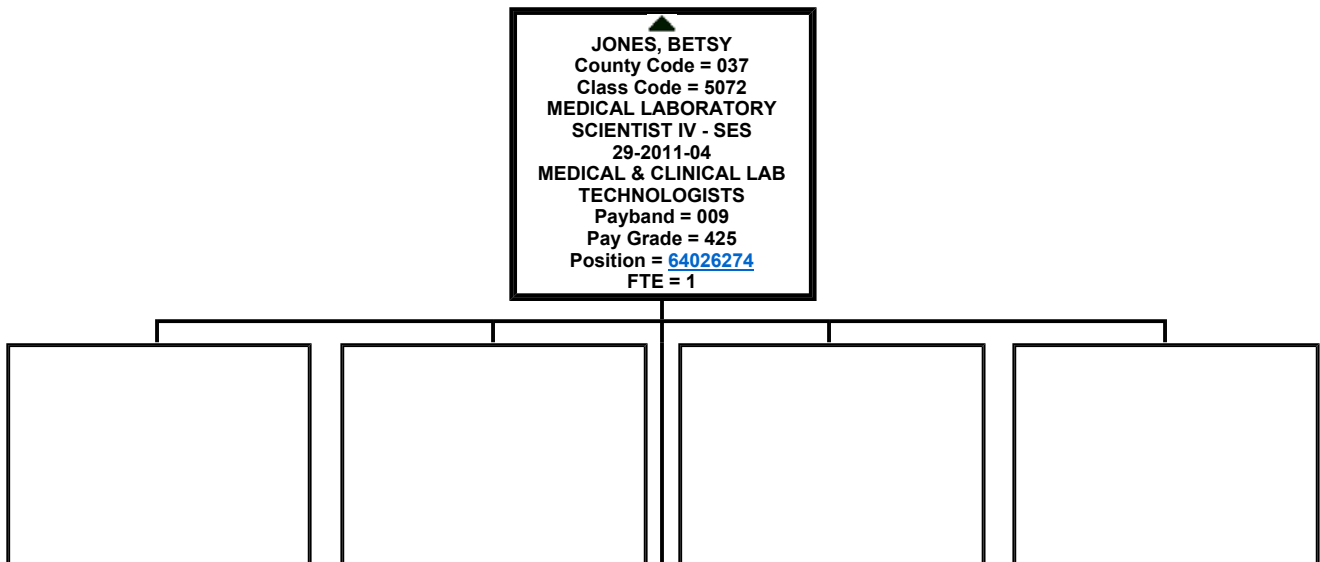 JONES, BETSY
County Code = 037
Class Code = 5072
MEDICAL LABORATORY
SCIENTIST IV - SES
29-2011-04
MEDICAL & CLINICAL LAB
TECHNOLOGISTS
Payband = 009
Pay Grade = 425
Position = 64026274
FTE = 1